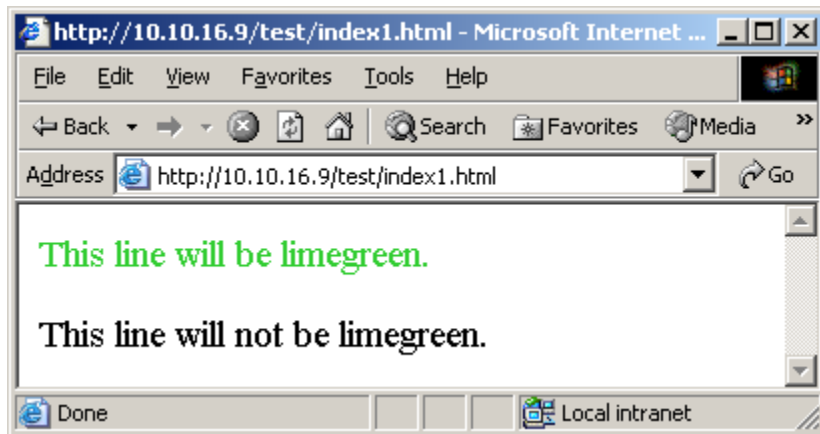 http://10.10.16.9/test/index1.html - Microsoft Internet ...
File Edit View Favorites Tools Help
Back Search Favorites Media »
Address http://10.10.16.9/test/index1.html Go
This line will be limegreen.
This line will not be limegreen.
Done Local intranet